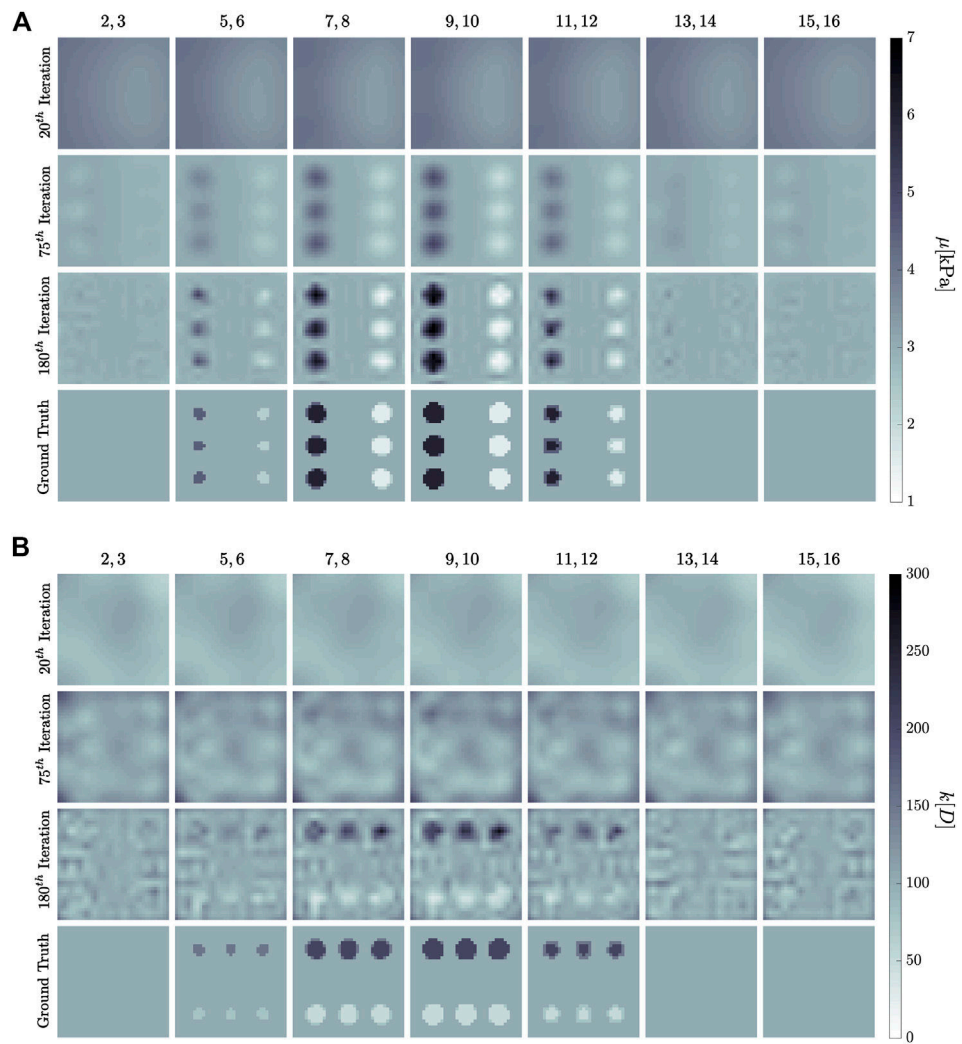 A
2, 3 5, 6 7, 8 9, 10 11, 12 13, 14 15, 16
20th Iteration
75th Iteration
180th Iteration
Ground Truth
7
6
5
4
3
2
1
μ[kPa]
B
2, 3 5, 6 7, 8 9, 10 11, 12 13, 14 15, 16
20th Iteration
75th Iteration
180th Iteration
Ground Truth
300
250
200
150
100
50
0
k[D]